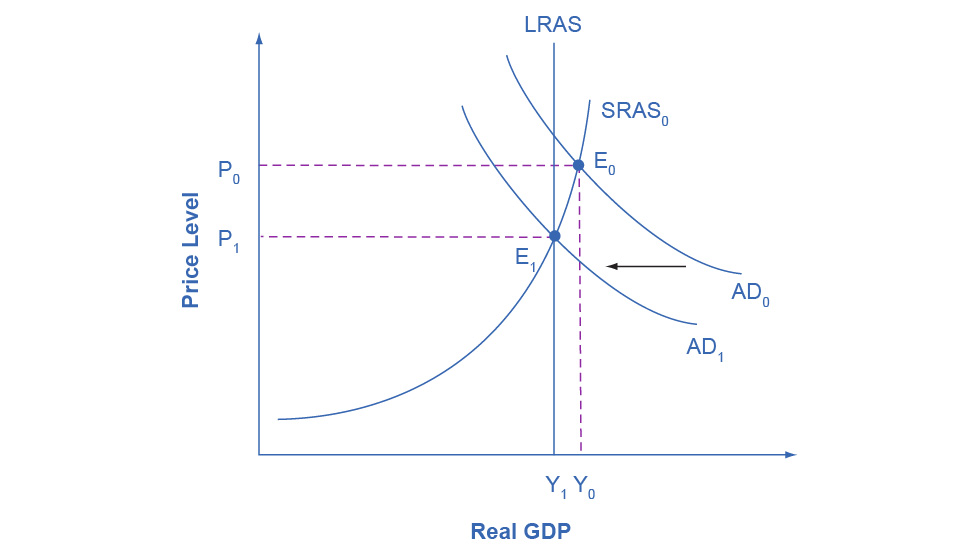 LRAS
SRAS₀
P₀
E₀
Price Level
P₁
E₁
AD₀
AD₁
Y₁ Y₀
Real GDP